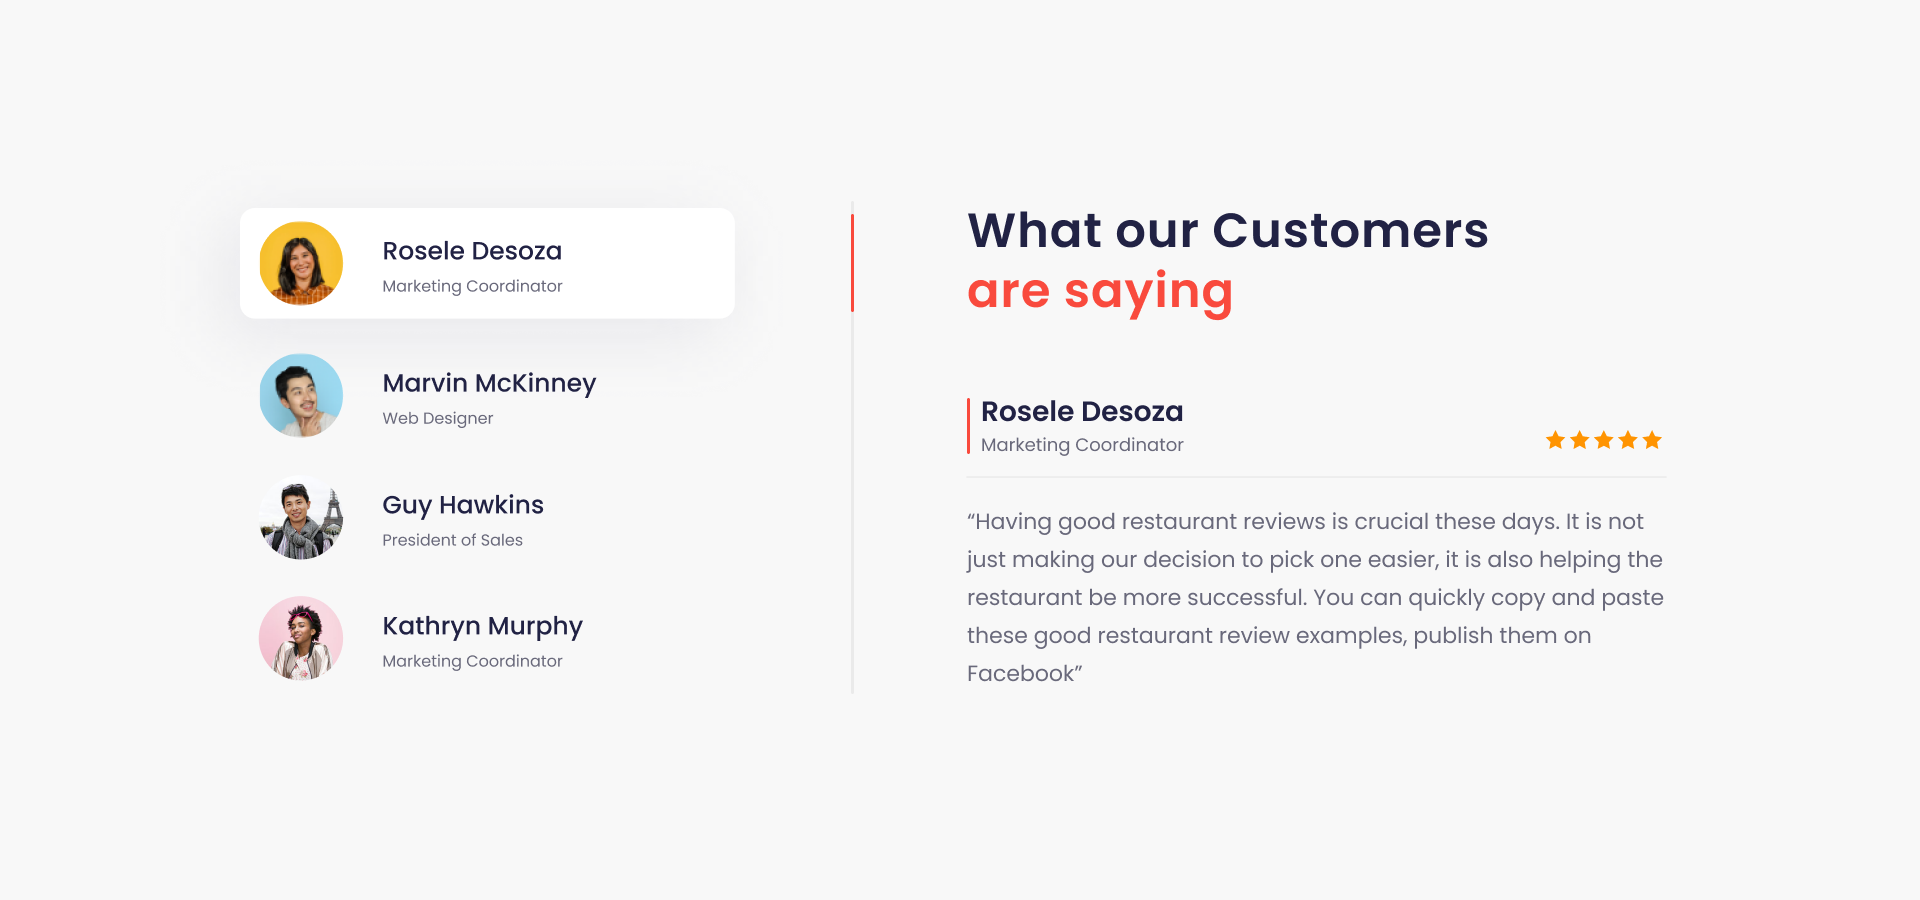 Rosele Desoza
Marketing Coordinator
Marvin McKinney
Web Designer
Guy Hawkins
President of Sales
Kathryn Murphy
Marketing Coordinator
What our Customers
are saying
Rosele Desoza
Marketing Coordinator
“Having good restaurant reviews is crucial these days. It is not
just making our decision to pick one easier, it is also helping the
restaurant be more successful. You can quickly copy and paste
these good restaurant review examples, publish them on
Facebook”